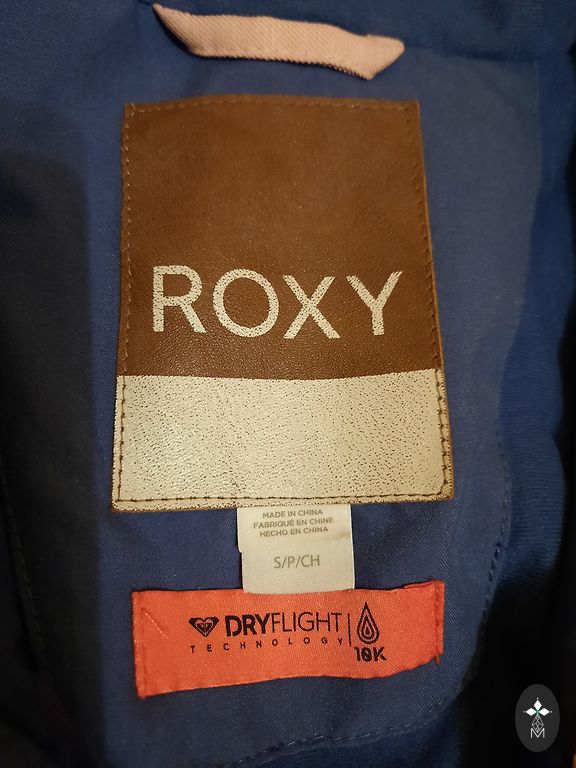 ROXY
MADE IN CHINA
FABRIQUÉ EN CHINE
HECHO EN CHINA
S/P/CH
DRYFLIGHT
TECHNOLOGY
10K
M